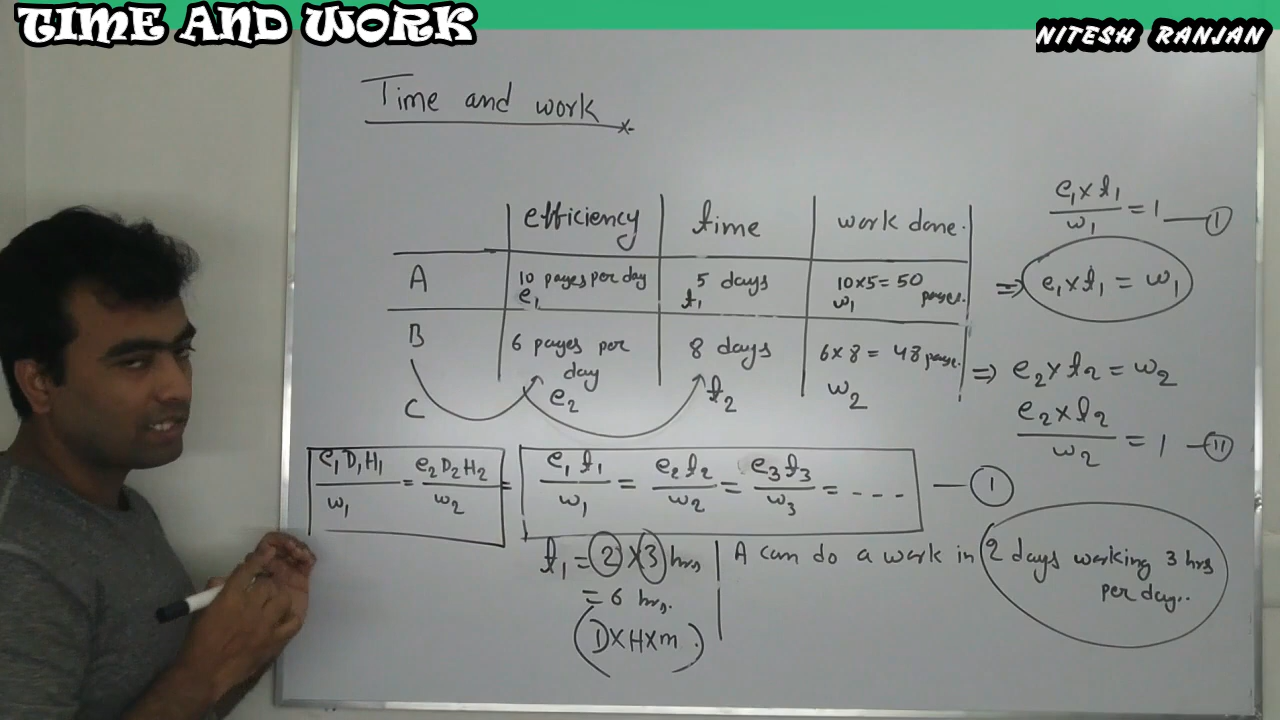 TIME AND WORK
NITESH RANJAN
Time and work
efficiency time work done.
A 10 pages per day 5 days 10×5=50 pages.
e₁ t₁ w₁
B 6 pages per day 8 days 6×8=48 page.
e₂ t₂ w₂
C
e₁×t₁/w₁ = 1 — I
⇒ e₁×t₁ = w₁
⇒ e₂×t₂ = w₂
e₂×t₂/w₂ = 1 — II
e₁D₁H₁/w₁ = e₂D₂H₂/w₂ = e₁t₁/w₁ = e₂t₂/w₂ = e₃t₃/w₃ = - - - — 1
t₁ = 2×3 hrs
= 6 hrs.
(D×H×m.)
A can do a work in 2 days working 3 hrs
per day..